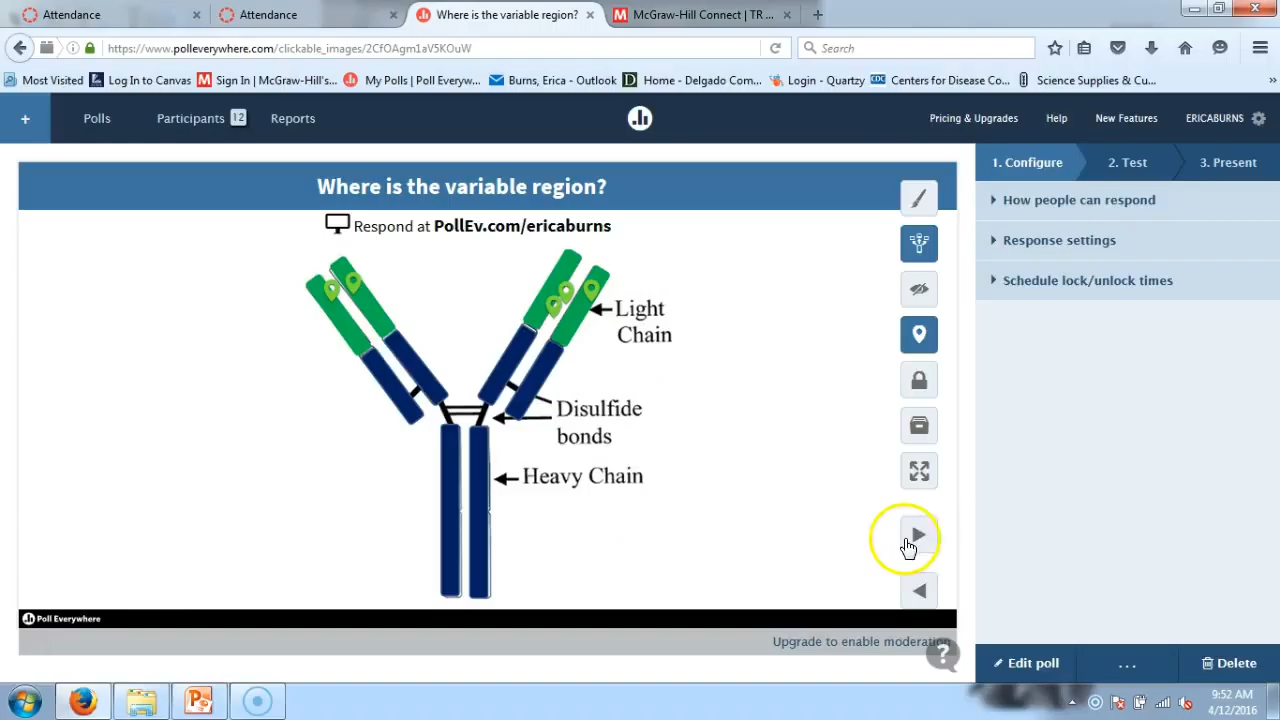 Attendance
Attendance
Where is the variable region?
McGraw-Hill Connect | TR ...
https://www.polleverywhere.com/clickable_images/2CfOAgm1aV5KOuW
Search
Most Visited
Log In to Canvas
Sign In | McGraw-Hill's...
My Polls | Poll Everyw...
Burns, Erica - Outlook
Home - Delgado Com...
Login - Quartzy
CDC
Centers for Disease Co...
Science Supplies & Cu...
Polls
Participants 12
Reports
Pricing & Upgrades
Help
New Features
ERICABURNS
Where is the variable region?
1. Configure
2. Test
3. Present
Respond at PollEv.com/ericaburns
How people can respond
Response settings
Schedule lock/unlock times
Light
Chain
Disulfide
bonds
Heavy Chain
Poll Everywhere
Upgrade to enable moderation
?
Edit poll
...
Delete
9:52 AM
4/12/2016